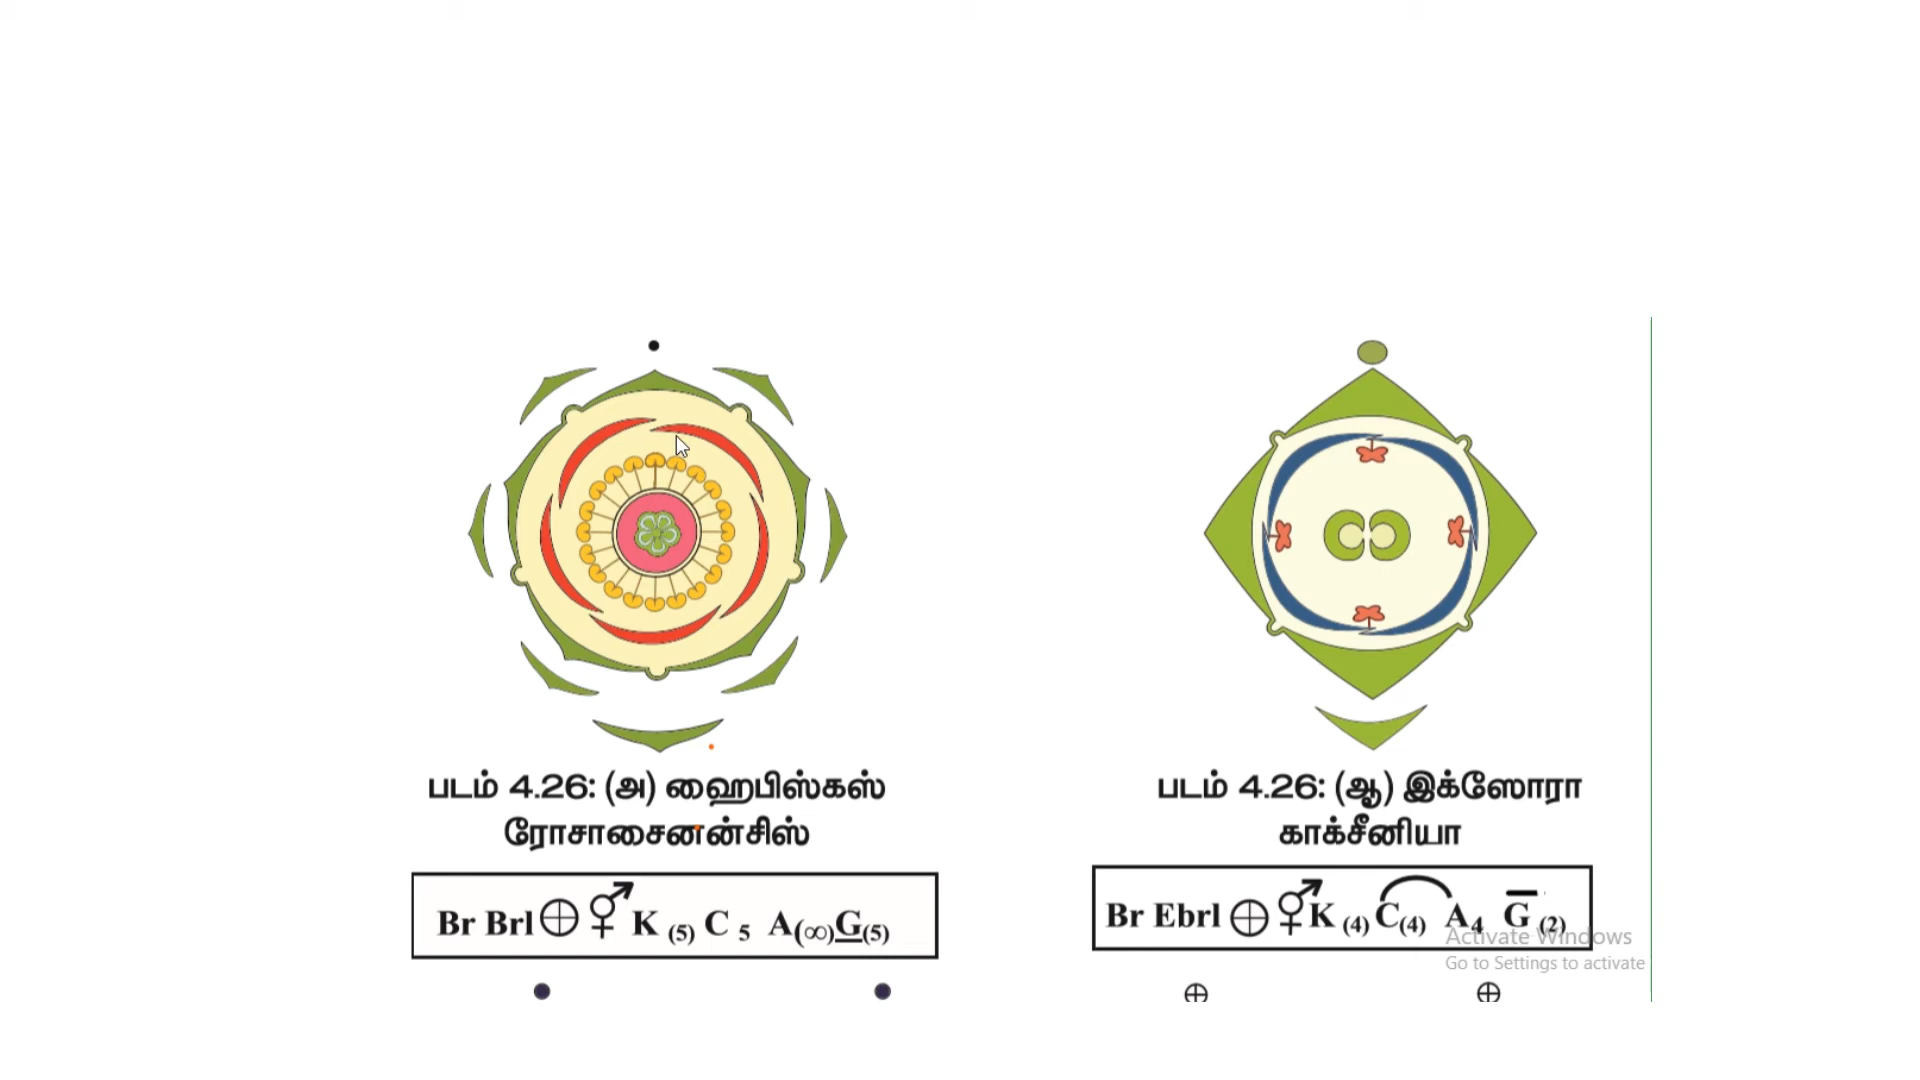 படம் 4.26: (அ) ஹைபிஸ்கஸ்
ரோசாசைனன்சிஸ்
Br Brl ⊕ ⚥ K (5) C 5 A(∞)G(5)
படம் 4.26: (ஆ) இக்ஸோரா
காக்சீனியா
Br Ebrl ⊕ ⚥ K (4) C(4) A4 G (2)
Activate Windows
Go to Settings to activate